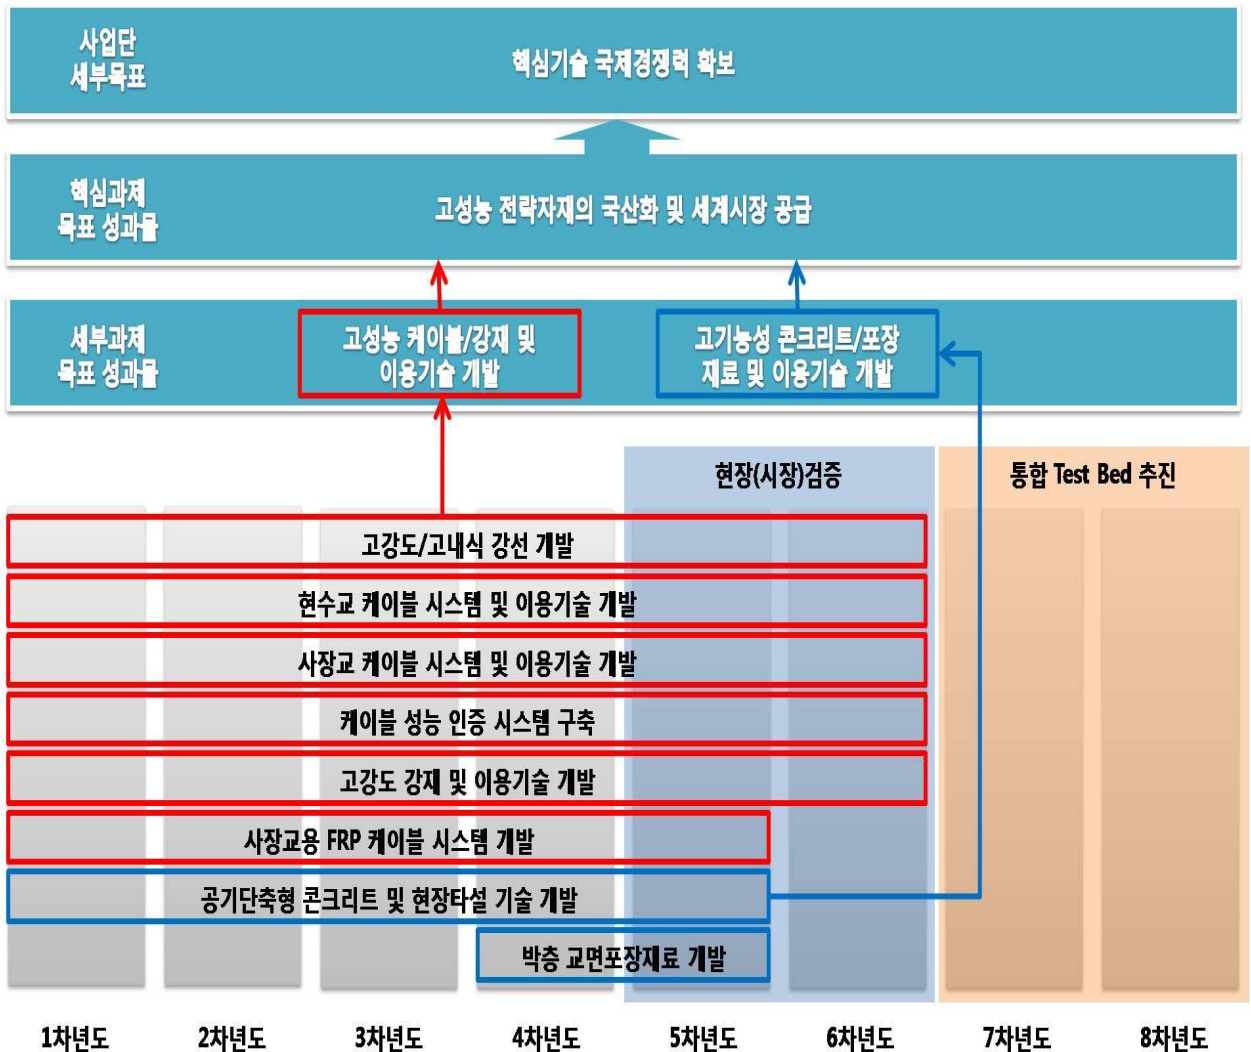 사업단
세부목표
핵심기술 국제경쟁력 확보
핵심과제
목표 성과물
고성능 전략자재의 국산화 및 세계시장 공급
세부과제
목표 성과물
고성능 케이블/강재 및
이용기술 개발
고기능성 콘크리트/포장
재료 및 이용기술 개발
현장(시장)검증
통합 Test Bed 추진
고강도/고내식 강선 개발
현수교 케이블 시스템 및 이용기술 개발
사장교 케이블 시스템 및 이용기술 개발
케이블 성능 인증 시스템 구축
고강도 강재 및 이용기술 개발
사장교용 FRP 케이블 시스템 개발
공기단축형 콘크리트 및 현장타설 기술 개발
박층 교면포장재료 개발
1차년도 2차년도 3차년도 4차년도 5차년도 6차년도 7차년도 8차년도